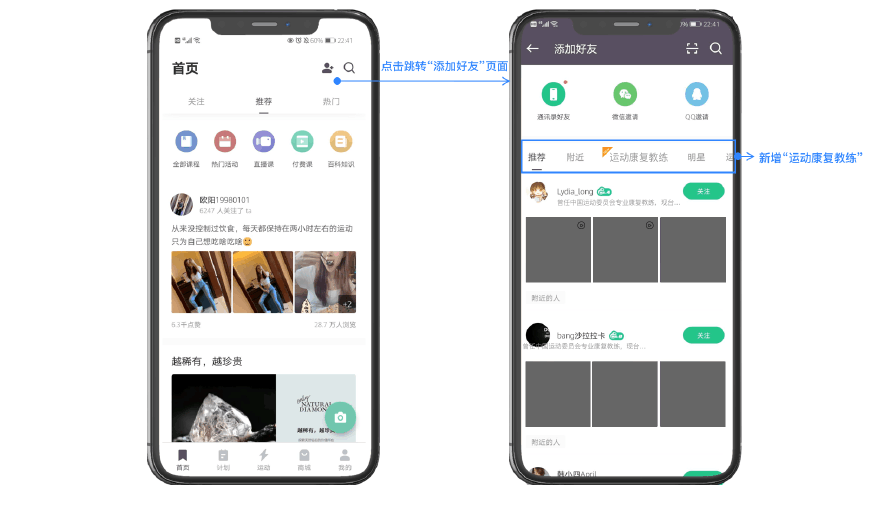 60% 22:41
首页
关注 推荐 热门
全部课程 热门活动 直播课 付费课 百科知识
欧阳19980101
6247 人关注了 ta
从来没控制过饮食，每天都保持在两小时左右的运动
只为自己想吃啥吃啥
+2
6.3千点赞 28.7 万人浏览
越稀有，越珍贵
only
NATURAL
DIAMOND
越稀有，越珍贵
首页 计划 运动 商城 我的
点击跳转“添加好友”页面
7% 22:41
添加好友
通讯录好友 微信邀请 QQ邀请
推荐 附近 运动康复教练 明星
新增“运动康复教练”
Lydia_long
曾任中国运动委员会专业康复教练，现台...
关注
附近的人
bang沙拉拉卡
曾任中国运动委员会专业康复教练，现台...
关注
附近的人
韩小四April